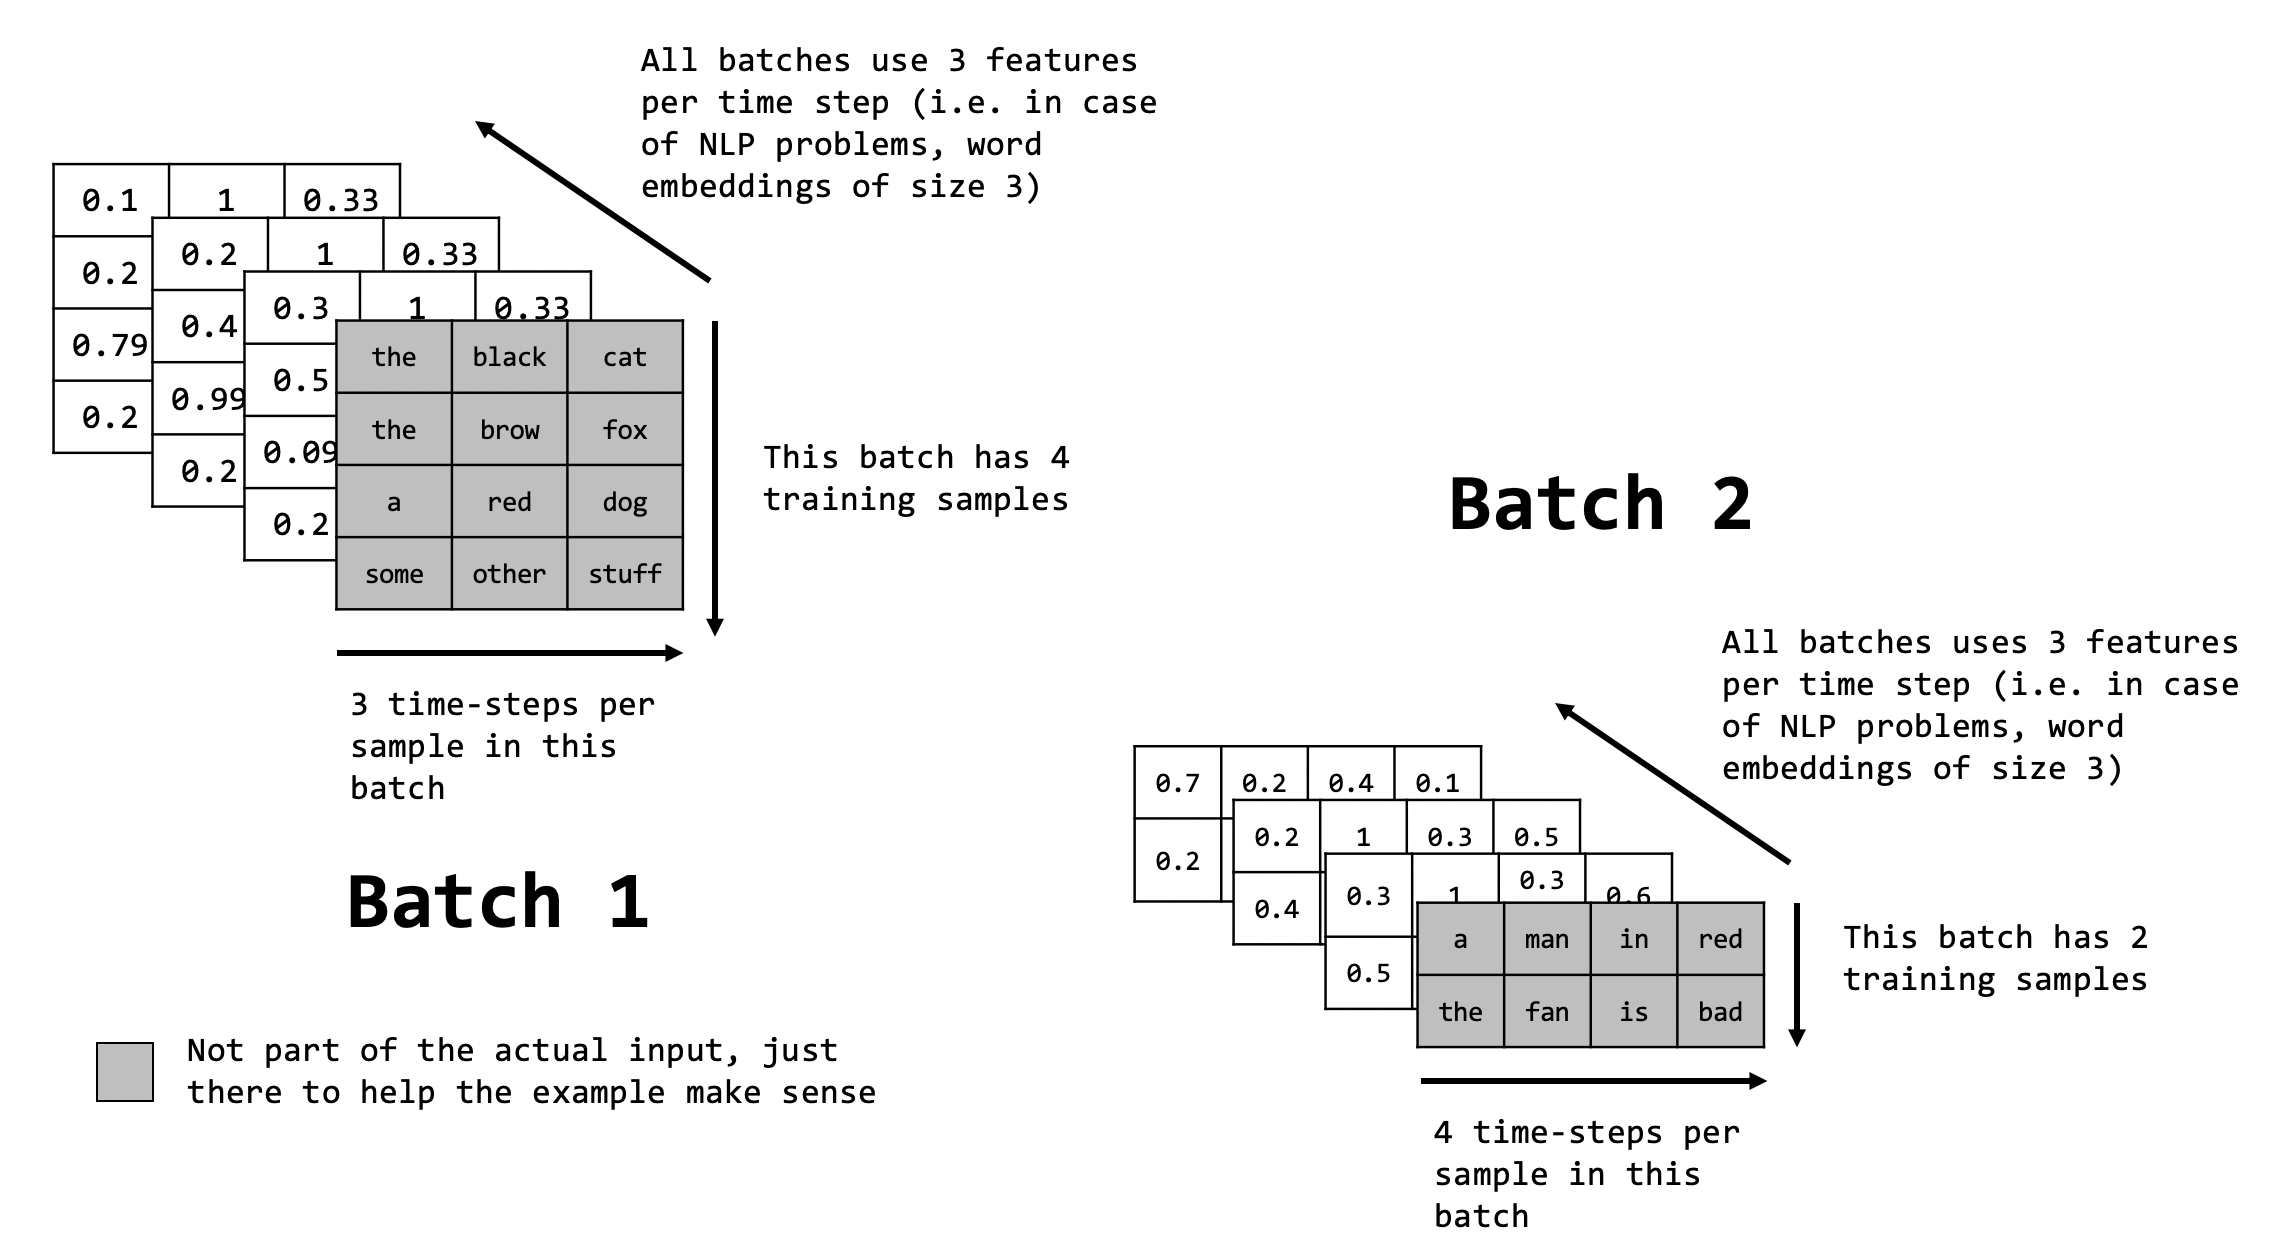 All batches use 3 features
per time step (i.e. in case
of NLP problems, word
embeddings of size 3)
0.1 1 0.33
0.2
0.79
0.2
0.2 1 0.33
0.4
0.99
0.2
0.3 1 0.33
0.5
0.09
0.2
the black cat
the brow fox
a red dog
some other stuff
This batch has 4
training samples
3 time-steps per
sample in this
batch
Batch 1
Not part of the actual input, just
there to help the example make sense
Batch 2
All batches uses 3 features
per time step (i.e. in case
of NLP problems, word
embeddings of size 3)
0.7 0.2 0.4 0.1
0.2
0.2 1 0.3 0.5
0.4
0.3 1 0.3 0.6
0.5
a man in red
the fan is bad
This batch has 2
training samples
4 time-steps per
sample in this
batch